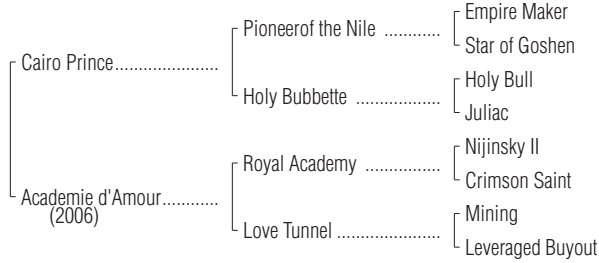 Empire Maker
Pioneerof the Nile ............
Star of Goshen
Cairo Prince.....................
Holy Bull
Holy Bubbette ..................
Juliac
Nijinsky II
Royal Academy ................
Crimson Saint
Academie d'Amour............
(2006)
Mining
Love Tunnel ......................
Leveraged Buyout